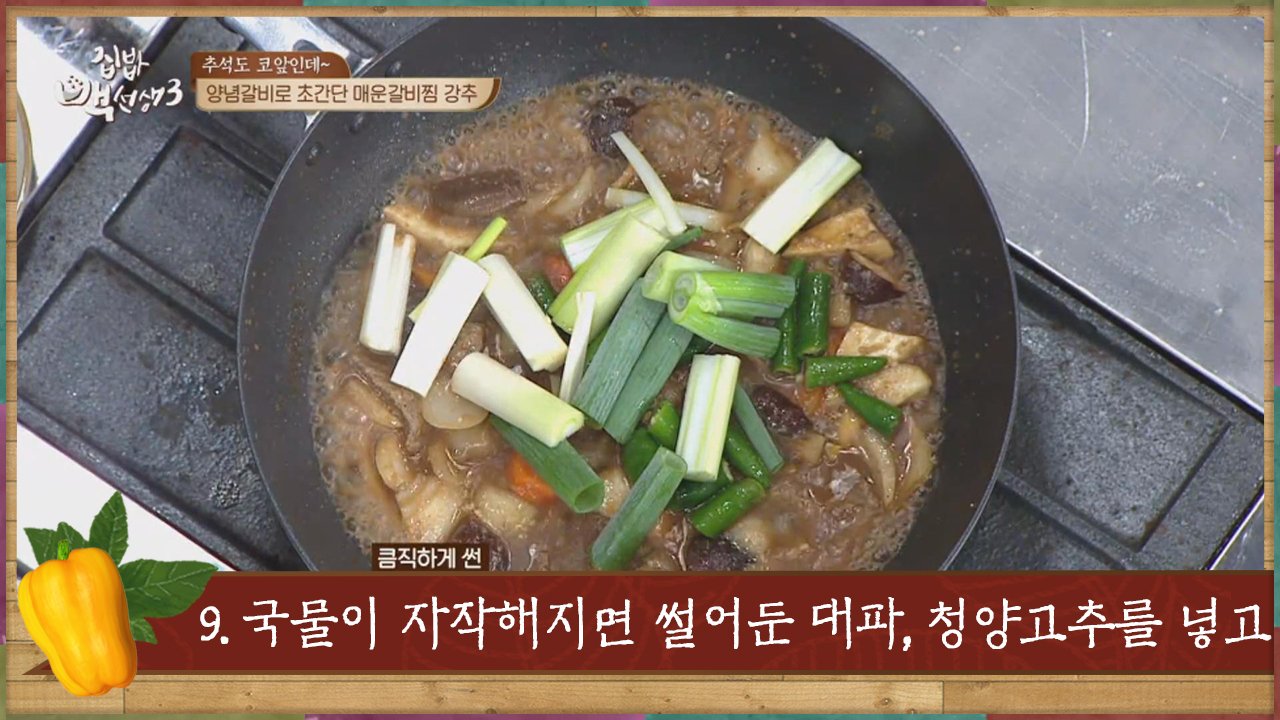 집밥
백선생3
추석도 코앞인데~
양념갈비로 초간단 매운갈비찜 강추
큼직하게 썬
9. 국물이 자작해지면 썰어둔 대파, 청양고추를 넣고